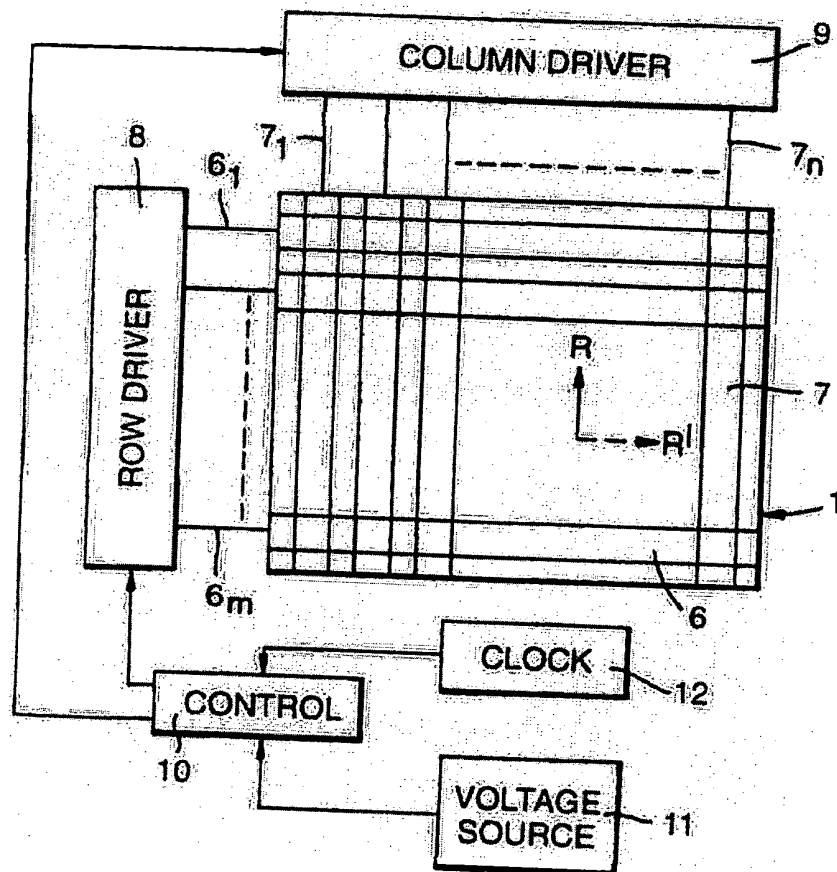 COLUMN DRIVER
9
8
7₁
7ₙ
6₁
ROW DRIVER
R
R'
7
1
6ₘ
6
CLOCK
12
CONTROL
10
VOLTAGE
SOURCE
11